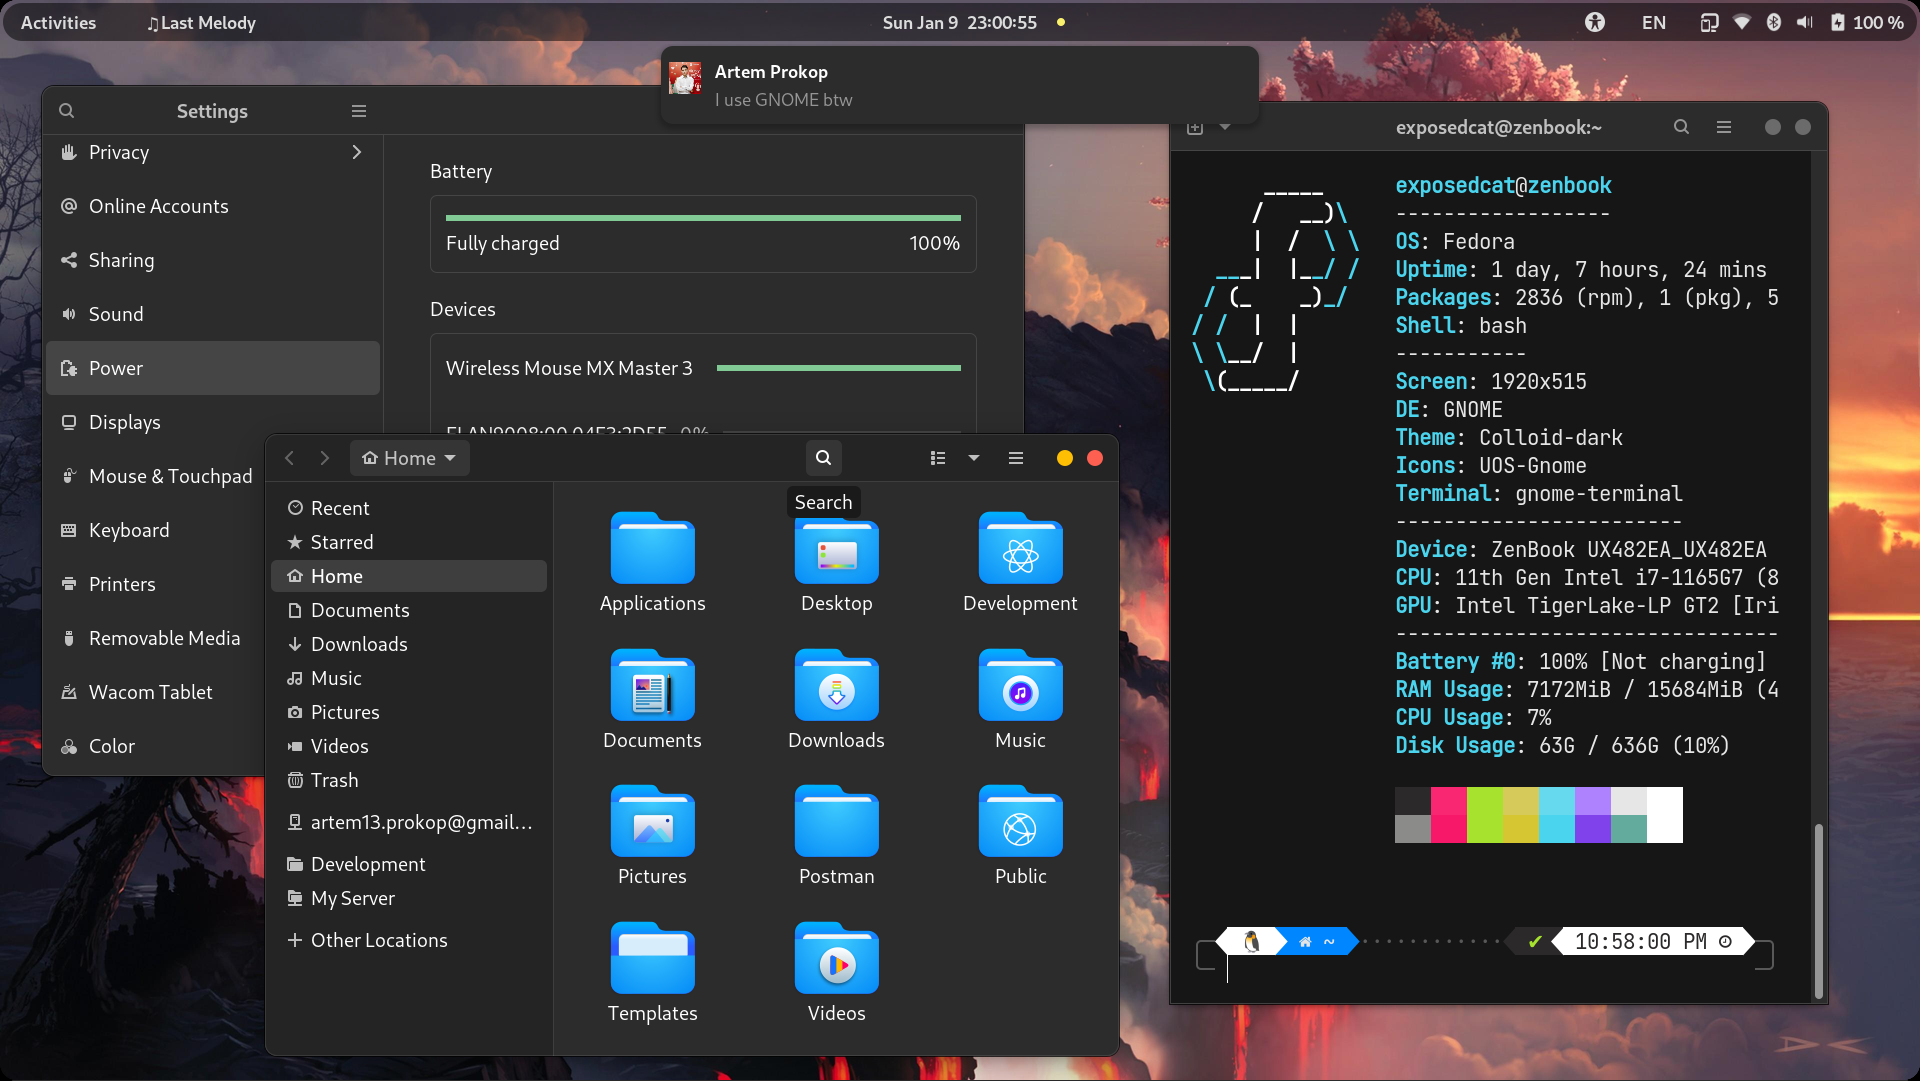 Activities
♫Last Melody
Sun Jan 9  23:00:55
EN
100 %
Artem Prokop
I use GNOME btw
Settings
Privacy
Online Accounts
Sharing
Sound
Power
Displays
Mouse & Touchpad
Keyboard
Printers
Removable Media
Wacom Tablet
Color
Battery
Fully charged
100%
Devices
Wireless Mouse MX Master 3
0%
Home
Search
Recent
Starred
Home
Documents
Downloads
Music
Pictures
Videos
Trash
artem13.prokop@gmail...
Development
My Server
Other Locations
Applications
Desktop
Development
Documents
Downloads
Music
Pictures
Postman
Public
Templates
Videos
exposedcat@zenbook:~
exposedcat@zenbook
------------------
OS: Fedora
Uptime: 1 day, 7 hours, 24 mins
Packages: 2836 (rpm), 1 (pkg), 5
Shell: bash
-----------
Screen: 1920x515
DE: GNOME
Theme: Colloid-dark
Icons: UOS-Gnome
Terminal: gnome-terminal
------------------------
Device: ZenBook UX482EA_UX482EA
CPU: 11th Gen Intel i7-1165G7 (8
GPU: Intel TigerLake-LP GT2 [Iri
--------------------------------
Battery #0: 100% [Not charging]
RAM Usage: 7172MiB / 15684MiB (4
CPU Usage: 7%
Disk Usage: 63G / 636G (10%)
~
✔ 10:58:00 PM